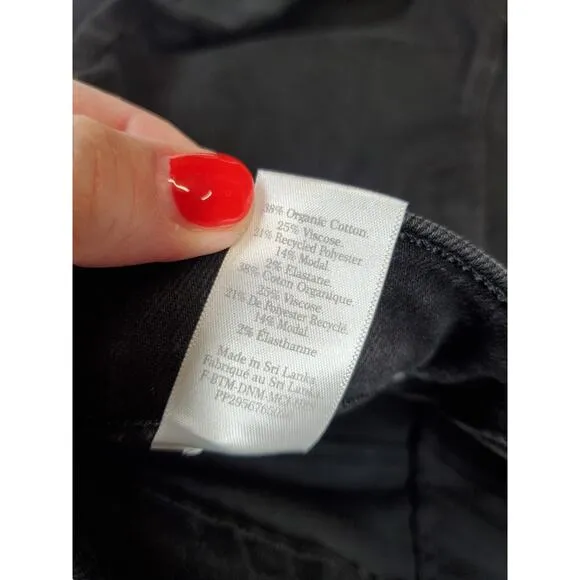 38% Organic Cotton.
25% Viscose.
21% Recycled Polyester
14% Modal.
2% Elastane.
38% Coton Organique.
25% Viscose
21% De Polyester Recyclé.
14% Modal.
2% Élasthanne
Made in Sri Lanka
Fabriqué au Sri Lanka